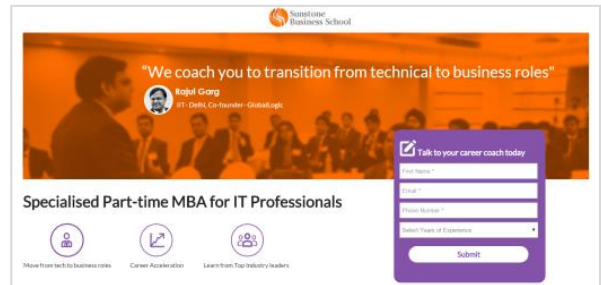 Sunstone
Business School
"We coach you to transition from technical to business roles"
Rajul Garg
IIT- Delhi, Co-founder- GlobalLogic
Talk to your career coach today
First Name *
Email *
Phone Number *
Select Years of Experience
Submit
Specialised Part-time MBA for IT Professionals
Move from tech to business roles
Career Acceleration
Learn from Top Industry leaders